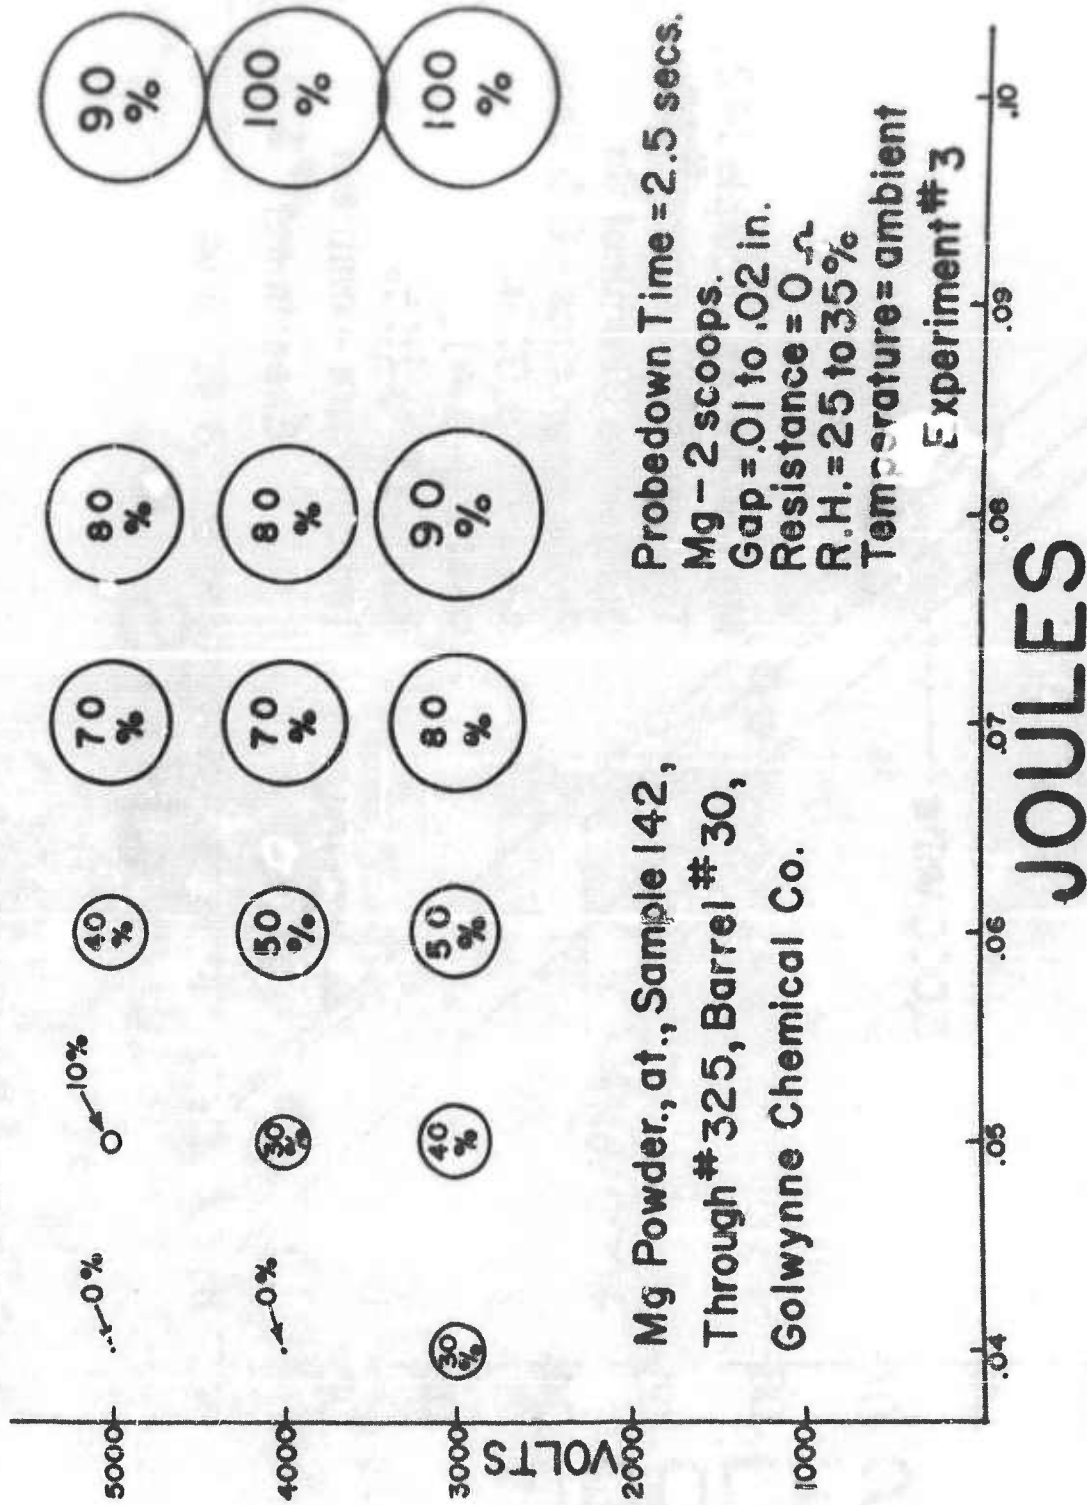 5000
4000
3000
2000
1000
VOLTS
0%
10%
40 %
70 %
80 %
90 %
0%
30 %
50 %
70 %
80 %
100 %
30 %
40 %
50 %
80 %
90 %
100 %
Mg Powder., at., Sample 142,
Through #325, Barrel #30,
Golwynne Chemical Co.
Probedown Time = 2.5 secs.
Mg - 2 scoops.
Gap = .01 to .02 in.
Resistance = 0 Ω
R.H. = 25 to 35%
Temperature = ambient
Experiment #3
.04 .05 .06 .07 .08 .09 .10
JOULES